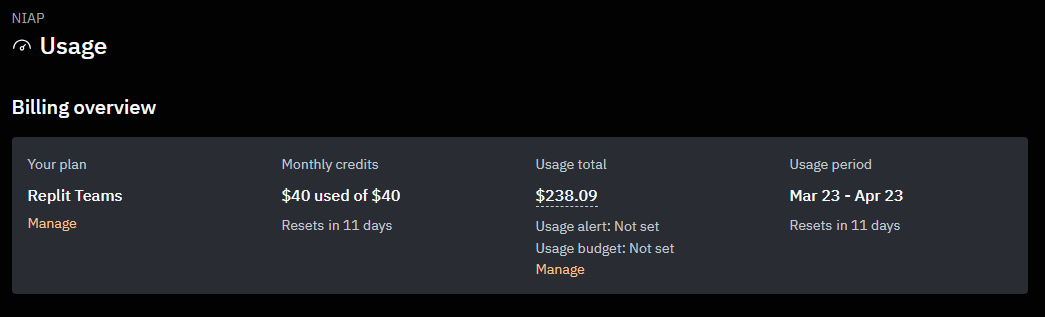 NIAP
Usage
Billing overview
Your plan
Replit Teams
Manage
Monthly credits
$40 used of $40
Resets in 11 days
Usage total
$238.09
Usage alert: Not set
Usage budget: Not set
Manage
Usage period
Mar 23 - Apr 23
Resets in 11 days